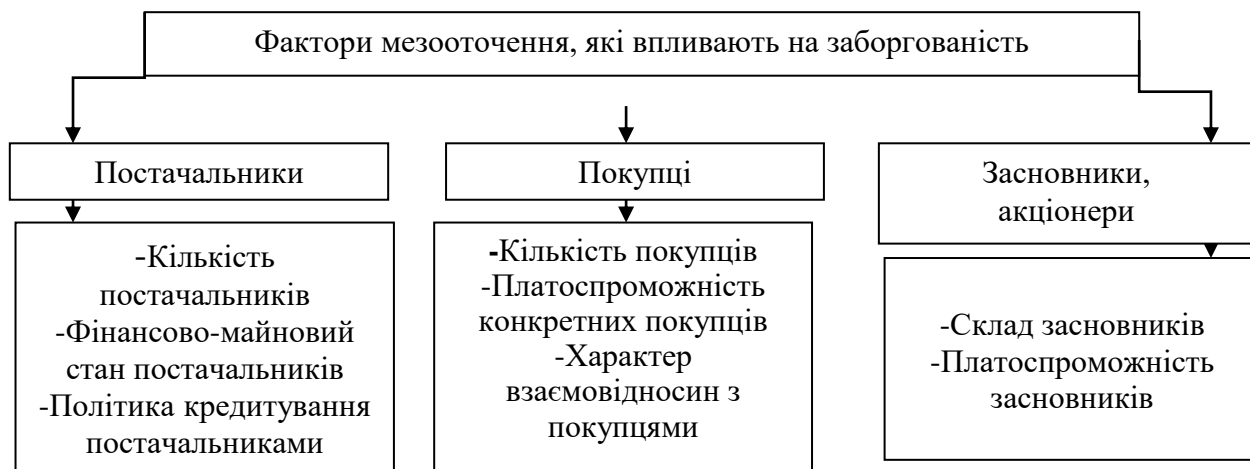 Фактори мезооточення, які впливають на заборгованість
Постачальники
Покупці
Засновники,
акціонери
-Кількість
постачальників
-Фінансово-майновий
стан постачальників
-Політика кредитування
постачальниками
-Кількість покупців
-Платоспроможність
конкретних покупців
-Характер
взаємовідносин з
покупцями
-Склад засновників
-Платоспроможність
засновників